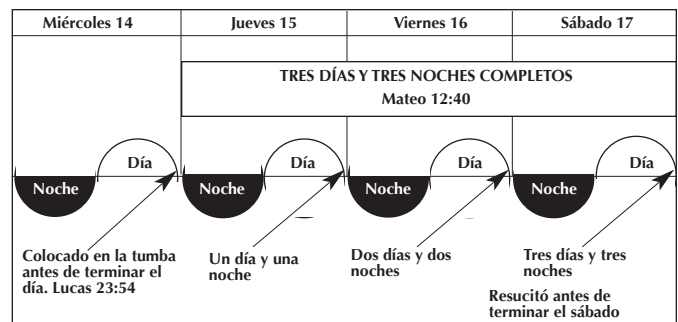 Miércoles 14
Jueves 15
Viernes 16
Sábado 17
TRES DÍAS Y TRES NOCHES COMPLETOS
Mateo 12:40
Noche
Día
Noche
Día
Noche
Día
Noche
Día
Colocado en la tumba
antes de terminar el
día. Lucas 23:54
Un día y una
noche
Dos días y dos
noches
Tres días y tres
noches
Resucitó antes de
terminar el sábado